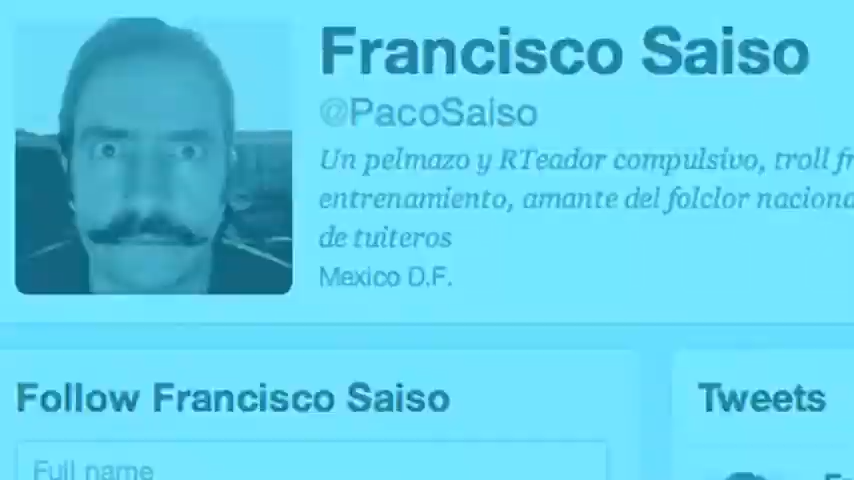 Francisco Saiso
@PacoSaiso
Un pelmazo y RTeador compulsivo, troll
entrenamiento, amante del folclor
de tuiteros
Mexico D.F.
Follow Francisco Saiso
Tweets
Full name